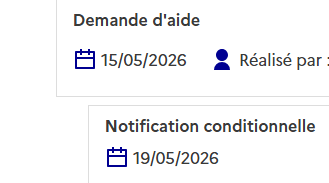 Demande d'aide
15/05/2026 Réalisé par :
Notification conditionnelle
19/05/2026